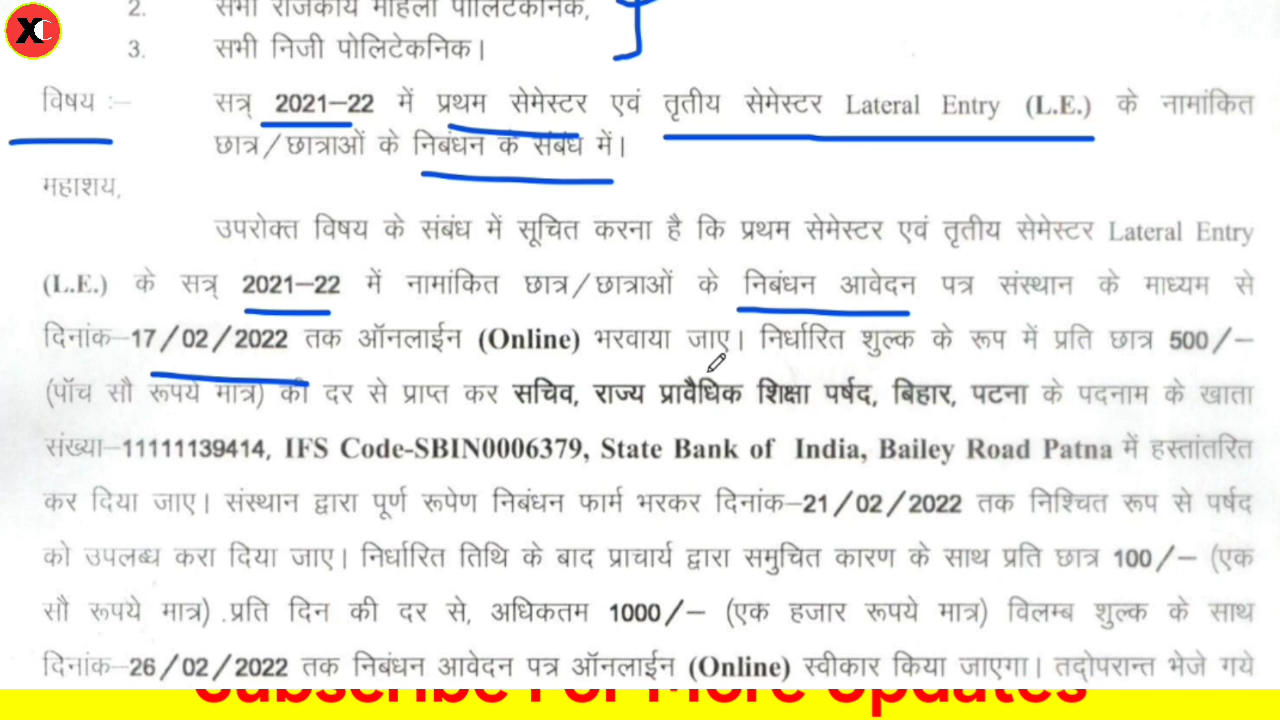 XC
2. सभी राजकीय महिला पॉलिटेकनिक,
3. सभी निजी पोलिटेकनिक।
विषय :– सत्र् 2021–22 में प्रथम सेमेस्टर एवं तृतीय सेमेस्टर Lateral Entry (L.E.) के नामांकित
छात्र/छात्राओं के निबंधन के संबंध में।
महाशय,
उपरोक्त विषय के संबंध में सूचित करना है कि प्रथम सेमेस्टर एवं तृतीय सेमेस्टर Lateral Entry
(L.E.) के सत्र् 2021–22 में नामांकित छात्र/छात्राओं के निबंधन आवेदन पत्र संस्थान के माध्यम से
दिनांक–17/02/2022 तक ऑनलाईन (Online) भरवाया जाए। निर्धारित शुल्क के रूप में प्रति छात्र 500/–
(पॉच सौ रूपये मात्र) की दर से प्राप्त कर सचिव, राज्य प्रावैधिक शिक्षा पर्षद, बिहार, पटना के पदनाम के खाता
संख्या–11111139414, IFS Code-SBIN0006379, State Bank of India, Bailey Road Patna में हस्तांतरित
कर दिया जाए। संस्थान द्वारा पूर्ण रूपेण निबंधन फार्म भरकर दिनांक–21/02/2022 तक निश्चित रूप से पर्षद
को उपलब्ध करा दिया जाए। निर्धारित तिथि के बाद प्राचार्य द्वारा समुचित कारण के साथ प्रति छात्र 100/– (एक
सौ रूपये मात्र) .प्रति दिन की दर से, अधिकतम 1000/– (एक हजार रूपये मात्र) विलम्ब शुल्क के साथ
दिनांक–26/02/2022 तक निबंधन आवेदन पत्र ऑनलाईन (Online) स्वीकार किया जाएगा। तद्दोपरान्त भेजे गये
Subscribe For More Updates